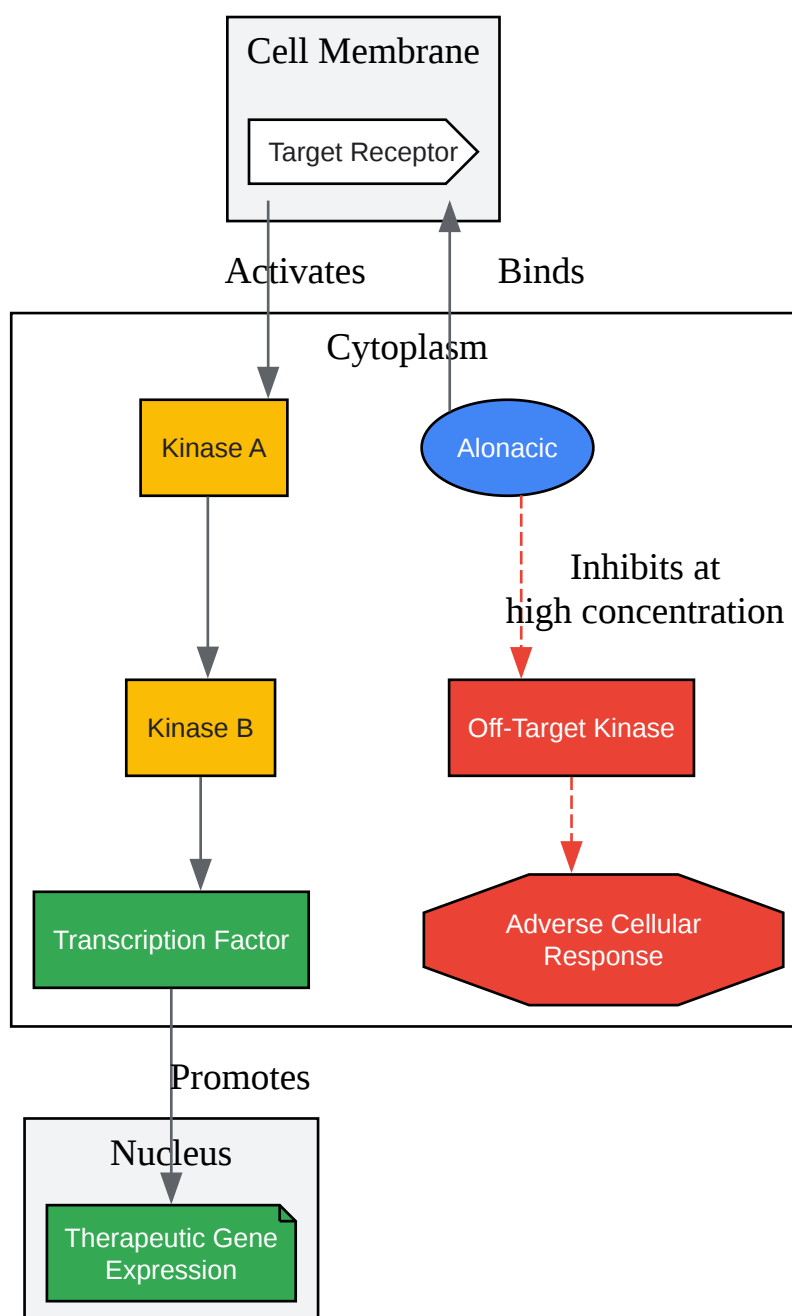 Cell Membrane
Target Receptor
Activates
Binds
Cytoplasm
Kinase A
Alonacic
Inhibits at
high concentration
Kinase B
Off-Target Kinase
Transcription Factor
Adverse Cellular
Response
Promotes
Nucleus
Therapeutic Gene
Expression